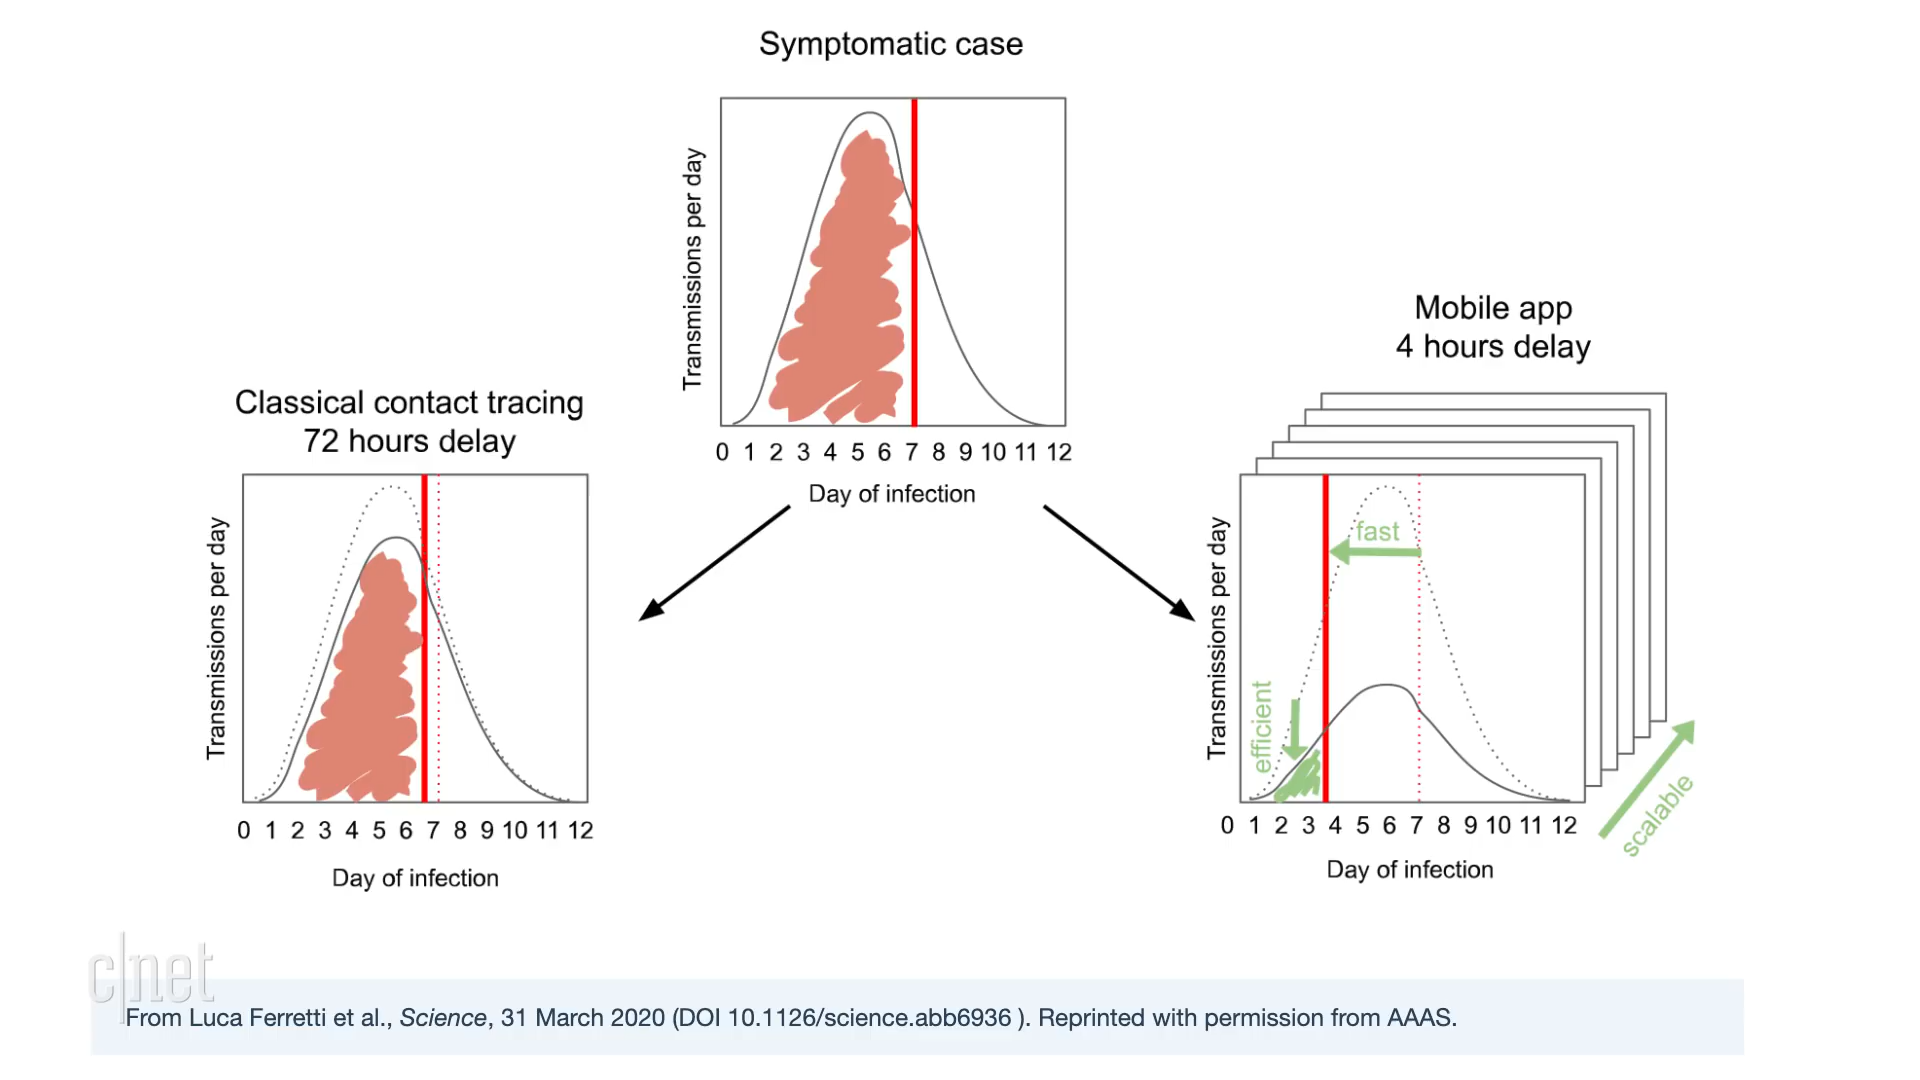 Symptomatic case
Transmissions per day
0 1 2 3 4 5 6 7 8 9 10 11 12
Day of infection
Classical contact tracing
72 hours delay
Transmissions per day
0 1 2 3 4 5 6 7 8 9 10 11 12
Day of infection
Mobile app
4 hours delay
Transmissions per day
fast
efficient
scalable
0 1 2 3 4 5 6 7 8 9 10 11 12
Day of infection
c|net
From Luca Ferretti et al., Science, 31 March 2020 (DOI 10.1126/science.abb6936 ). Reprinted with permission from AAAS.